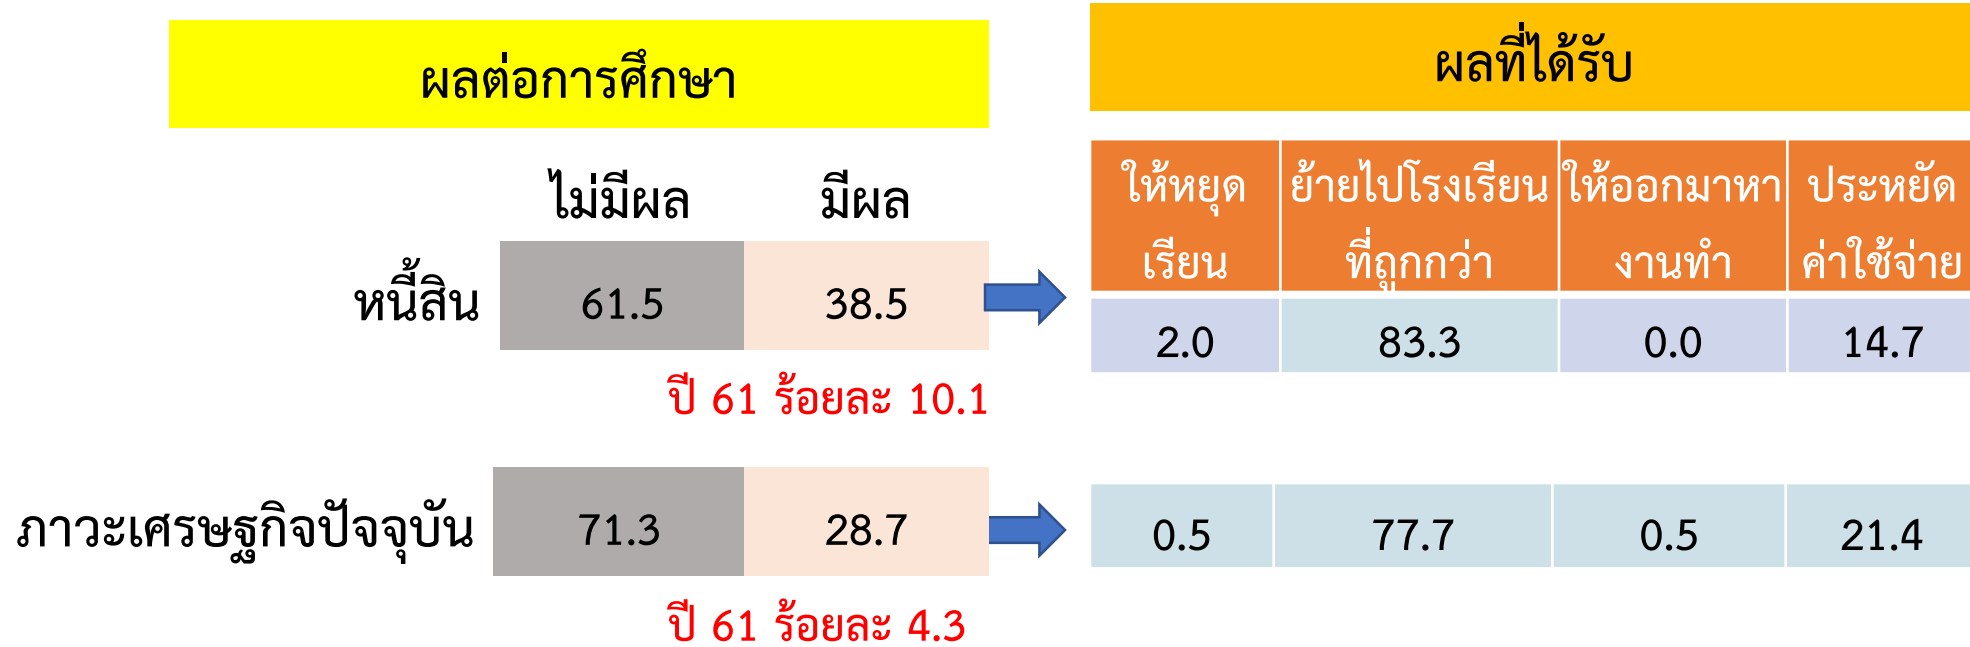 ผลต่อการศึกษา
ผลที่ได้รับ
ไม่มีผล มีผล
ให้หยุด ย้ายไปโรงเรียน ให้ออกมาหา ประหยัด
เรียน ที่ถูกกว่า งานทำ ค่าใช้จ่าย
หนี้สิน 61.5 38.5
2.0 83.3 0.0 14.7
ปี 61 ร้อยละ 10.1
ภาวะเศรษฐกิจปัจจุบัน 71.3 28.7
0.5 77.7 0.5 21.4
ปี 61 ร้อยละ 4.3